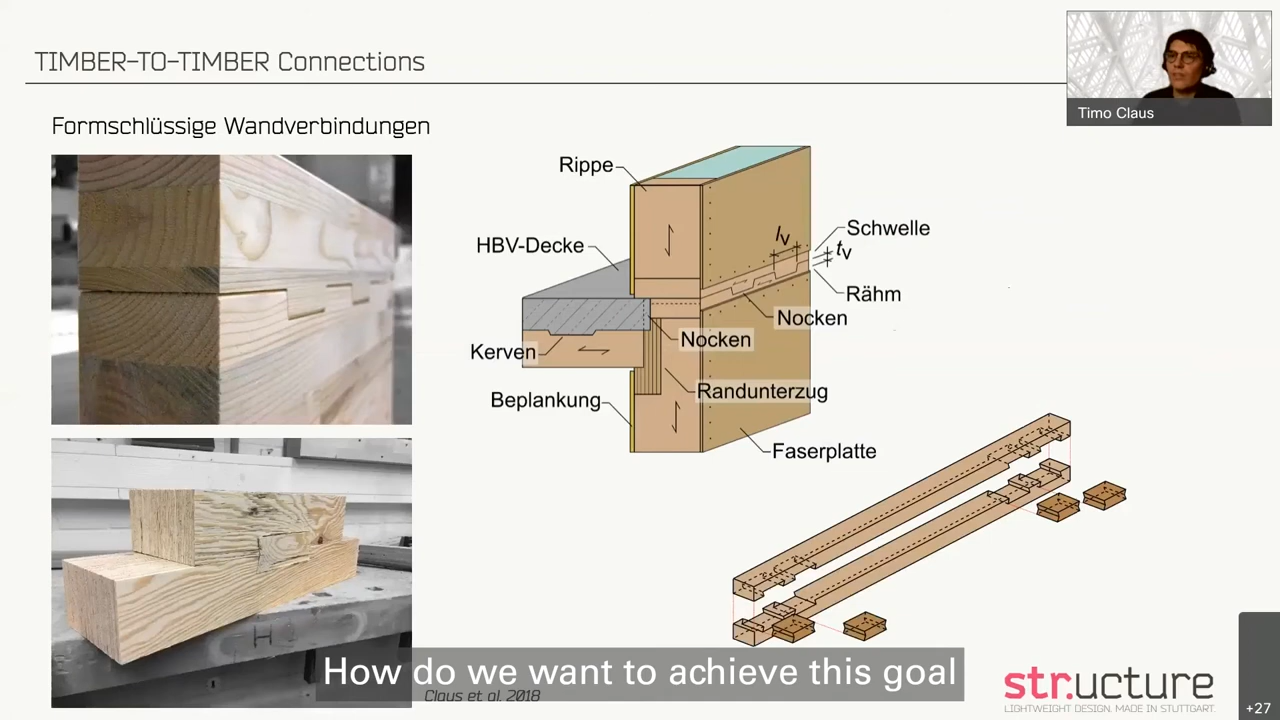 TIMBER-TO-TIMBER Connections
Timo Claus
Formschlüssige Wandverbindungen
Rippe
HBV-Decke
Kerven
Beplankung
lv
Schwelle
tv
Rähm
Nocken
Nocken
Randunterzug
Faserplatte
H
How do we want to achieve this goal
Claus et al. 2018
str.ucture
LIGHTWEIGHT DESIGN. MADE IN STUTTGART.
+27